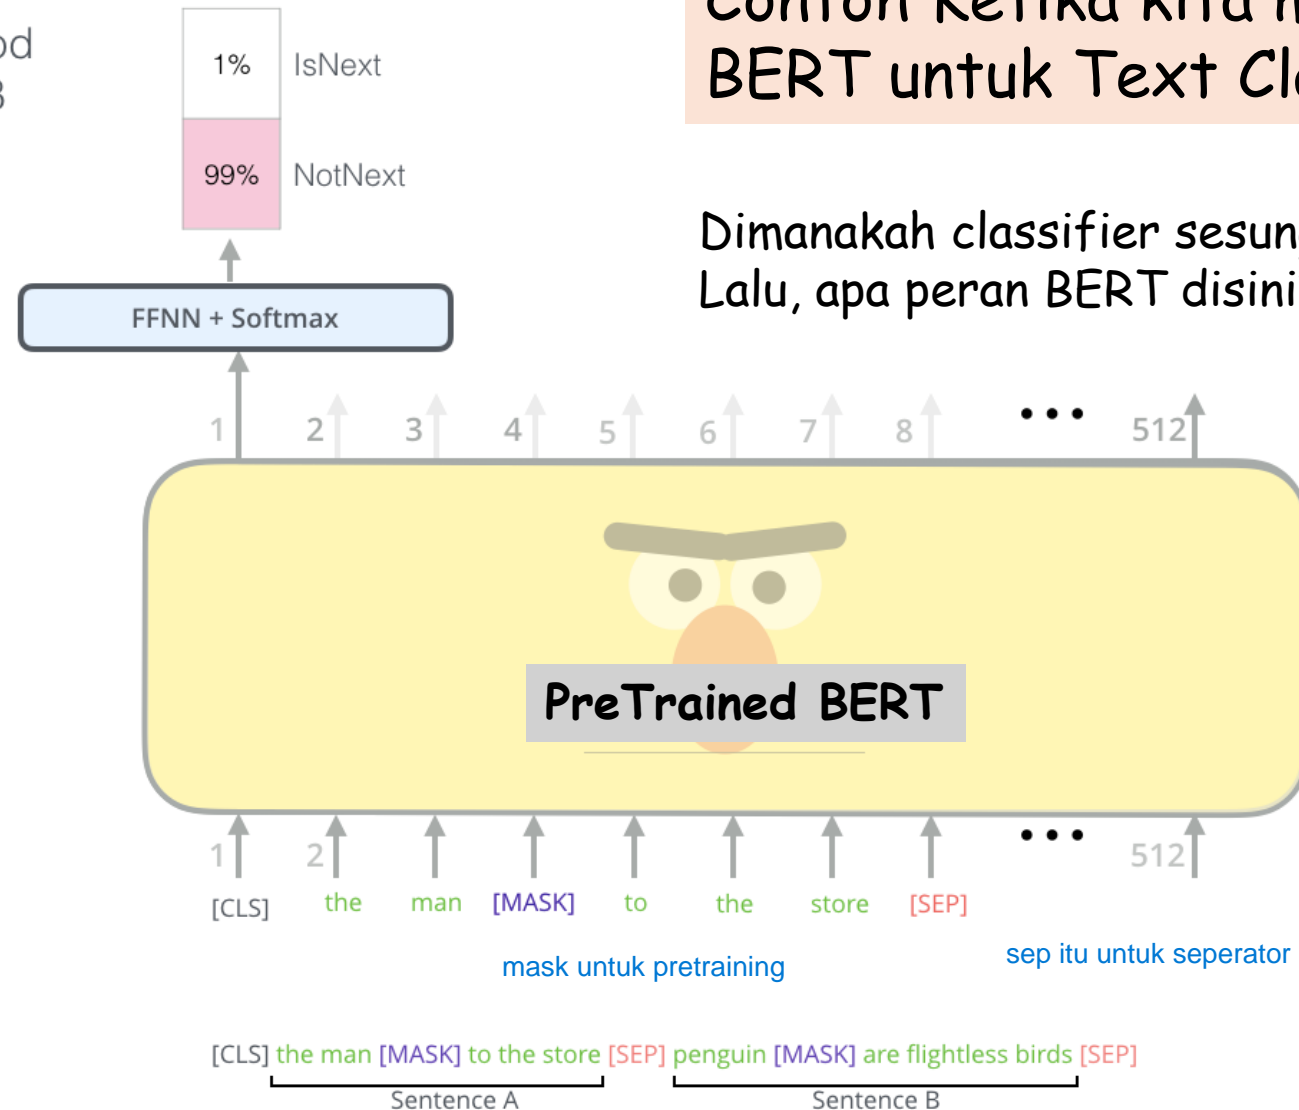 1% IsNext
99% NotNext
BERT untuk Text
Dimanakah classifier
Lalu, apa peran BERT disini
FFNN + Softmax
1 2 3 4 5 6 7 8 ••• 512
PreTrained BERT
1 2 ••• 512
[CLS] the man [MASK] to the store [SEP]
mask untuk pretraining
sep itu untuk seperator
[CLS] the man [MASK] to the store [SEP] penguin [MASK] are flightless birds [SEP]
Sentence A Sentence B